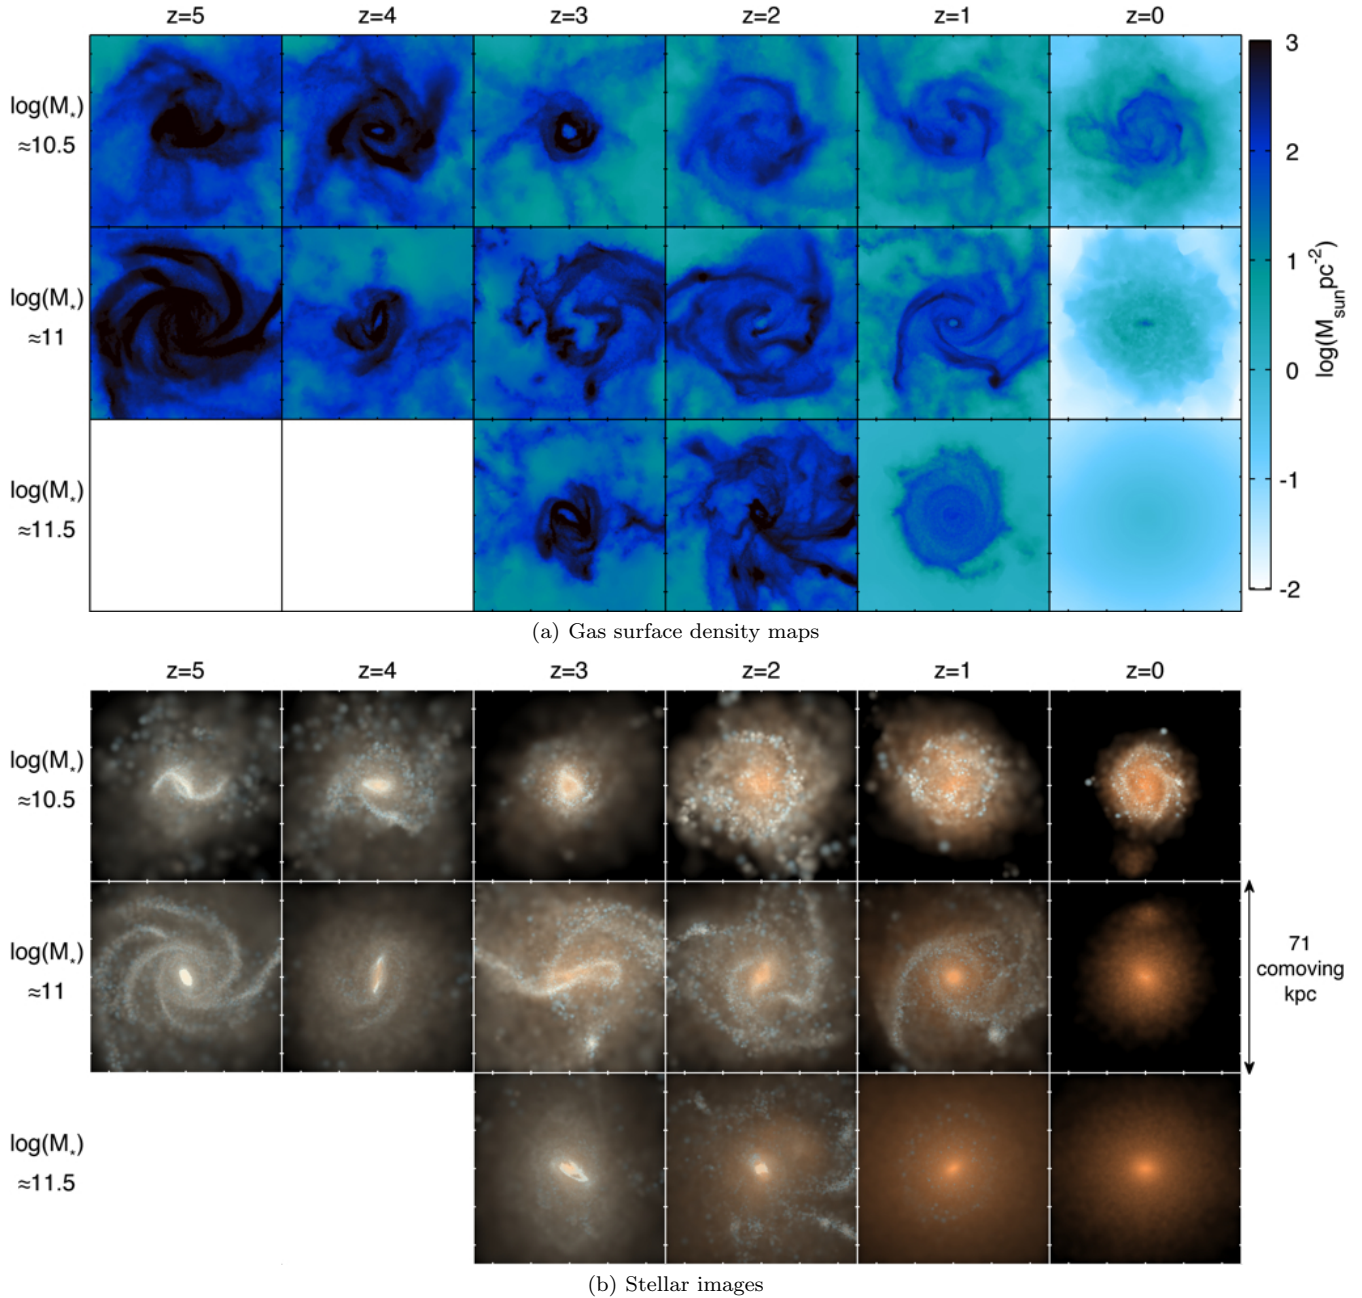 z=5 z=4 z=3 z=2 z=1 z=0
log(M⋆)
≈10.5
log(M⋆)
≈11
log(M⋆)
≈11.5
3
2
1
0
-1
-2
log(M_sun pc^-2)
(a) Gas surface density maps
z=5 z=4 z=3 z=2 z=1 z=0
log(M⋆)
≈10.5
log(M⋆)
≈11
71
comoving
kpc
log(M⋆)
≈11.5
(b) Stellar images